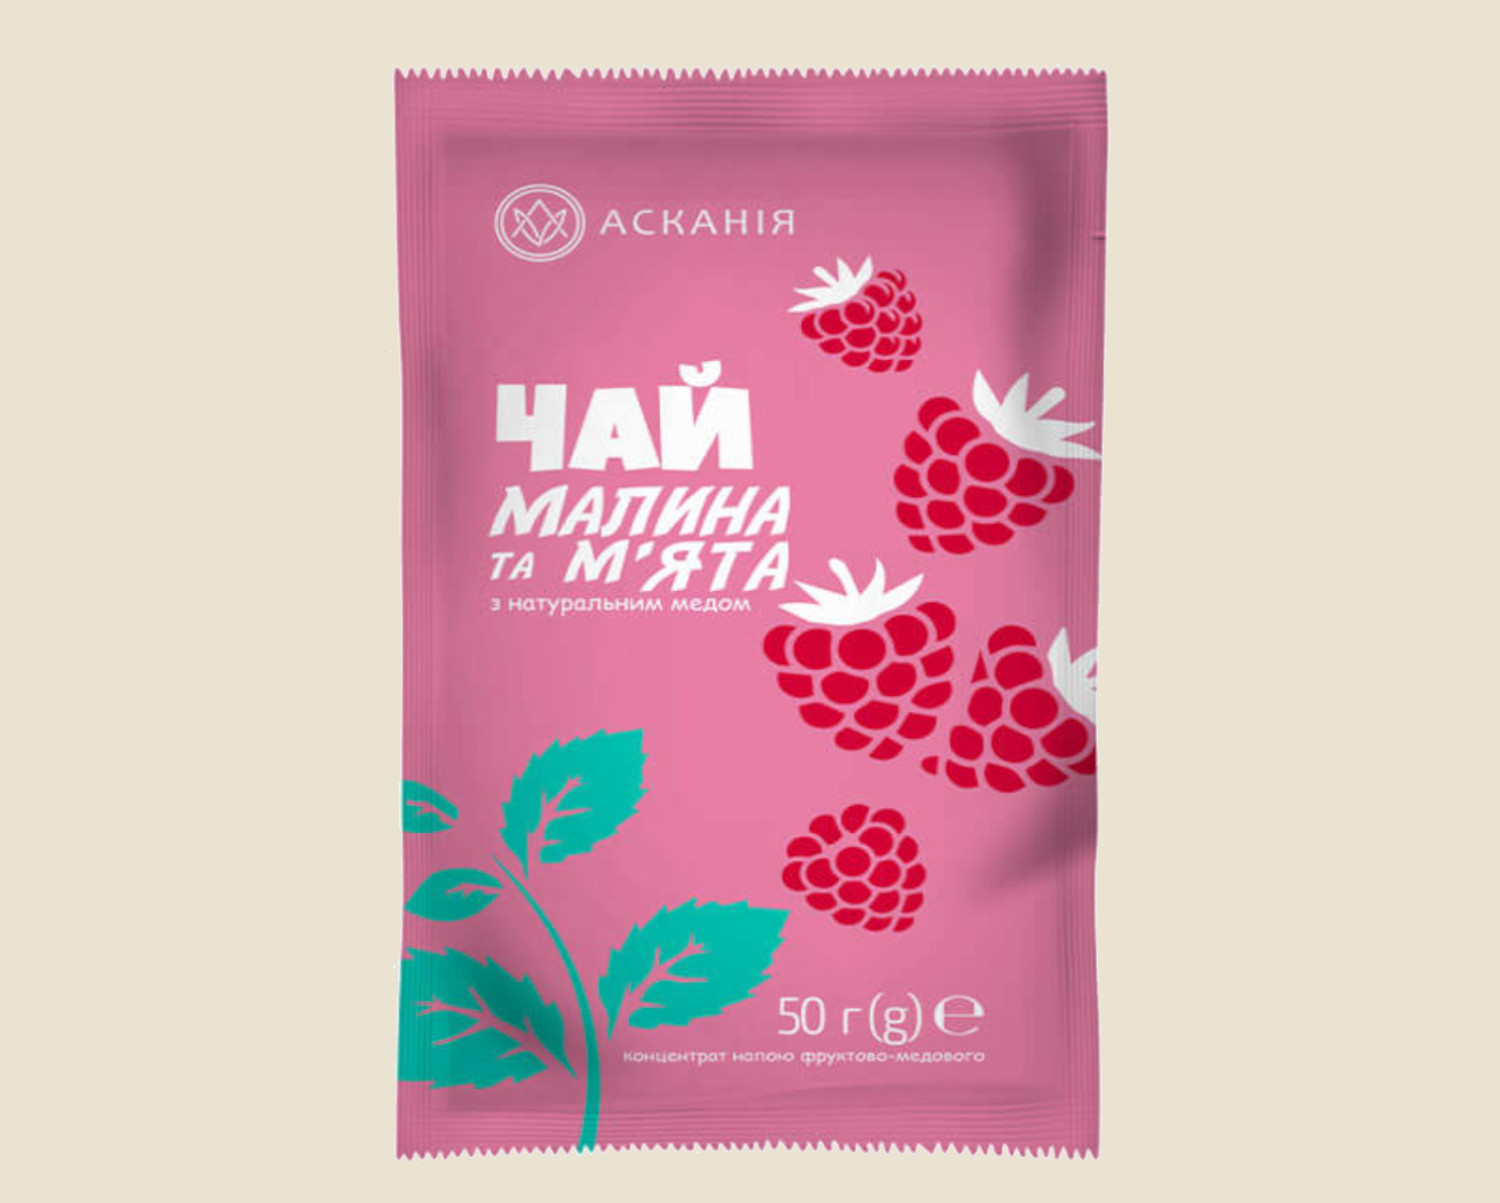 АСКАНІЯ
ЧАЙ
МАЛИНА
ТА М'ЯТА
з натуральним медом
50 г(g) ℮
концентрат напою фруктово-медового